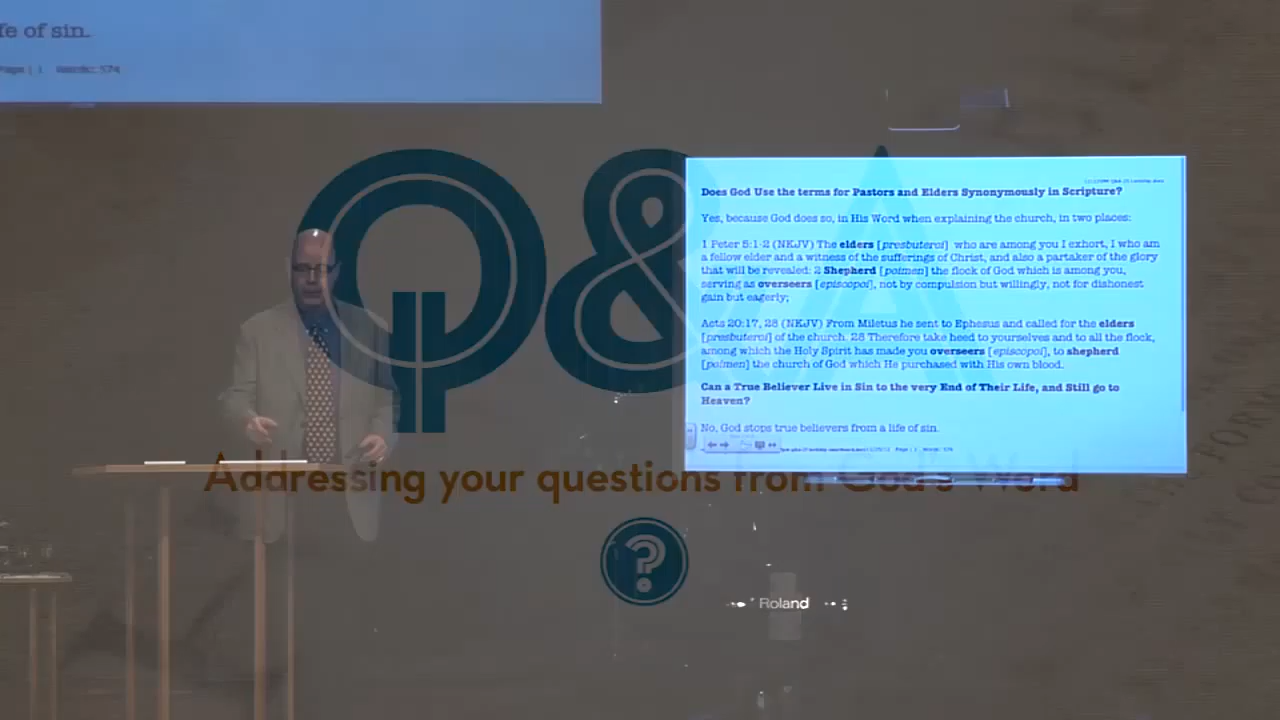 fe of sin.
Page | 1 Words: 574
Q&A
Does God Use the terms for Pastors and Elders Synonymously in Scripture?
Yes, because God does so, in His Word when explaining the church, in two places:
1 Peter 5:1-2 (NKJV) The elders [presbuteroi] who are among you I exhort, I who am
a fellow elder and a witness of the sufferings of Christ, and also a partaker of the glory
that will be revealed: 2 Shepherd [poimen] the flock of God which is among you,
serving as overseers [episcopoi], not by compulsion but willingly, not for dishonest
gain but eagerly;
Acts 20:17, 28 (NKJV) From Miletus he sent to Ephesus and called for the elders
[presbuteroi] of the church. 28 Therefore take heed to yourselves and to all the flock,
among which the Holy Spirit has made you overseers [episcopoi], to shepherd
[poimen] the church of God which He purchased with His own blood.
Can a True Believer Live in Sin to the very End of Their Life, and Still go to
Heaven?
No, God stops true believers from a life of sin.
Page | 1 Words: 574
Addressing your questions from God's Word
?
Roland